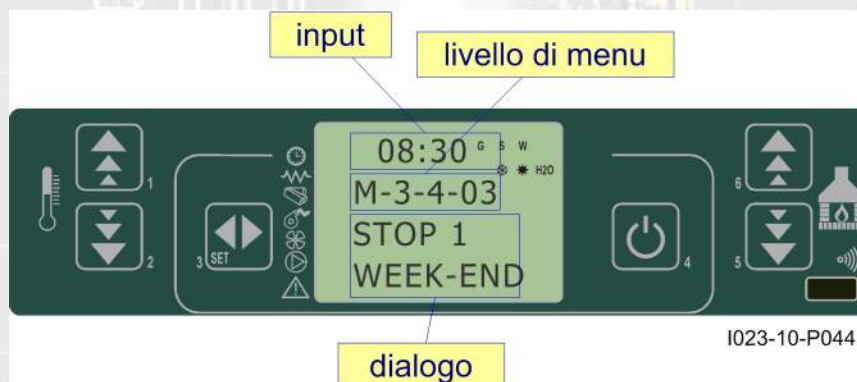 input
livello di menu
08:30 G S W
H2O
M-3-4-03
STOP 1
WEEK-END
1
2
3 SET
4
6
5
I023-10-P044
dialogo